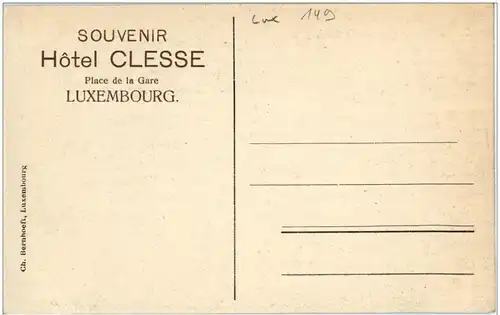 SOUVENIR
Hôtel CLESSE
Place de la Gare
LUXEMBOURG.
Lux 149
Ch. Bernhoeft, Luxembourg